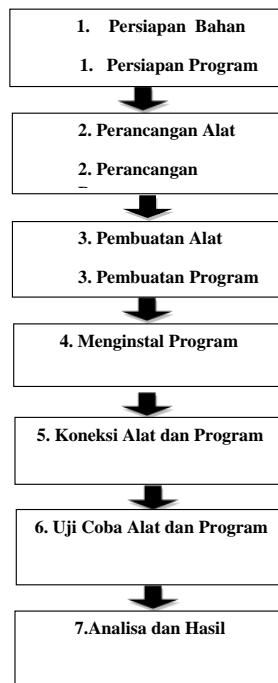 1. Persiapan Bahan
1. Persiapan Program
2. Perancangan Alat
2. Perancangan
3. Pembuatan Alat
3. Pembuatan Program
4. Menginstal Program
5. Koneksi Alat dan Program
6. Uji Coba Alat dan Program
7.Analisa dan Hasil